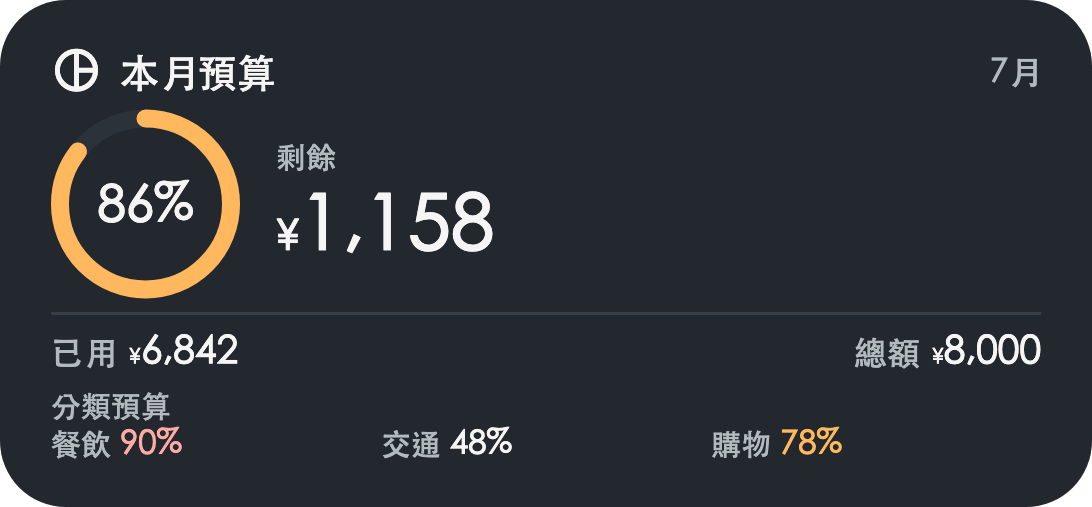 本月預算 7月
86%
剩餘
¥1,158
已用 ¥6,842 總額 ¥8,000
分類預算
餐飲 90% 交通 48% 購物 78%